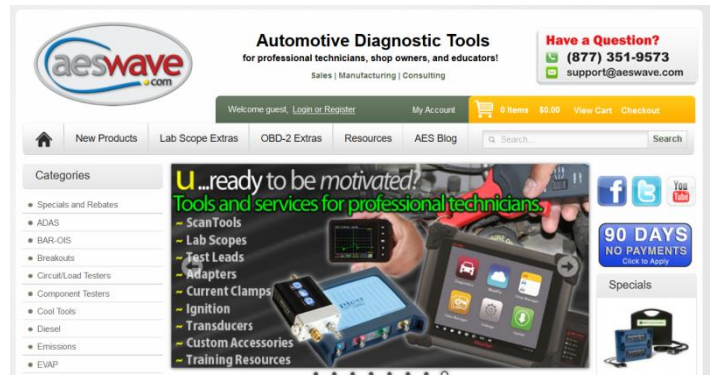 aeswave
.com
Automotive Diagnostic Tools
for professional technicians, shop owners, and educators!
Sales | Manufacturing | Consulting
Have a Question?
(877) 351-9573
support@aeswave.com
Welcome guest, Login or Register
My Account
0 Items $0.00 View Cart Checkout
New Products
Lab Scope Extras
OBD-2 Extras
Resources
AES Blog
Search...
Search
Categories
Specials and Rebates
ADAS
BAR-OIS
Breakouts
Circuit/Load Testers
Component Testers
Cool Tools
Diesel
Emissions
EVAP
u...ready to be motivated?
Tools and services for professional technicians.
~ ScanTools
~ Lab Scopes
~ Test Leads
~ Adapters
~ Current Clamps
~ Ignition
~ Transducers
~ Custom Accessories
~ Training Resources
pico
You
Tube
90 DAYS
NO PAYMENTS
Click to Apply
Specials